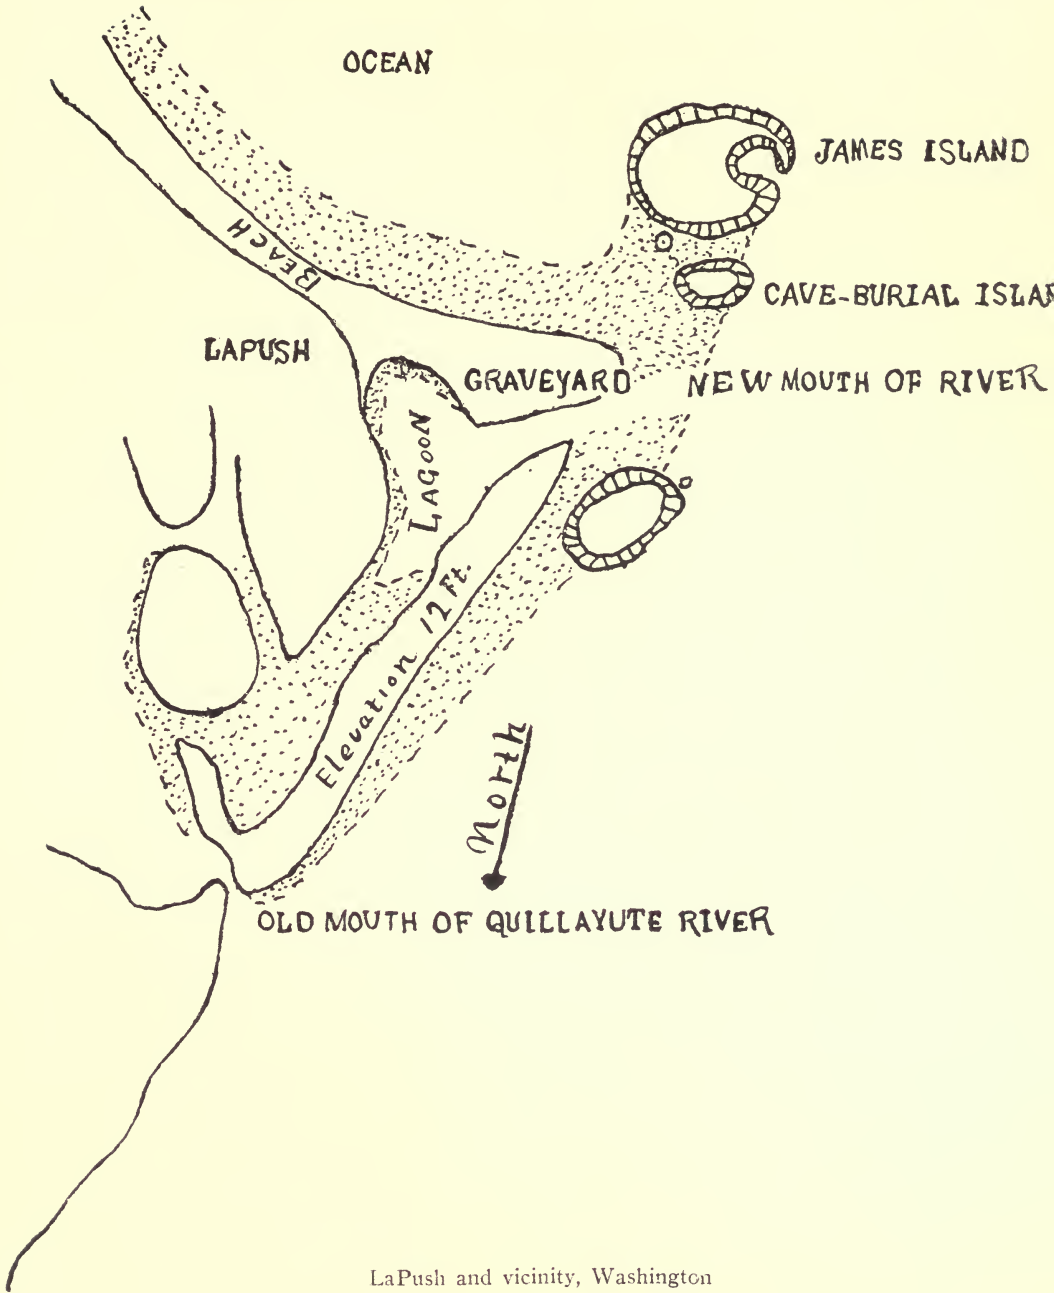 OCEAN
JAMES ISLAND
BEACH
CAVE-BURIAL ISLAN
LAPUSH
GRAVEYARD
NEW MOUTH OF RIVER
LAGOON
Elevation 12 Ft.
North
OLD MOUTH OF QUILLAYUTE RIVER
LaPush and vicinity, Washington